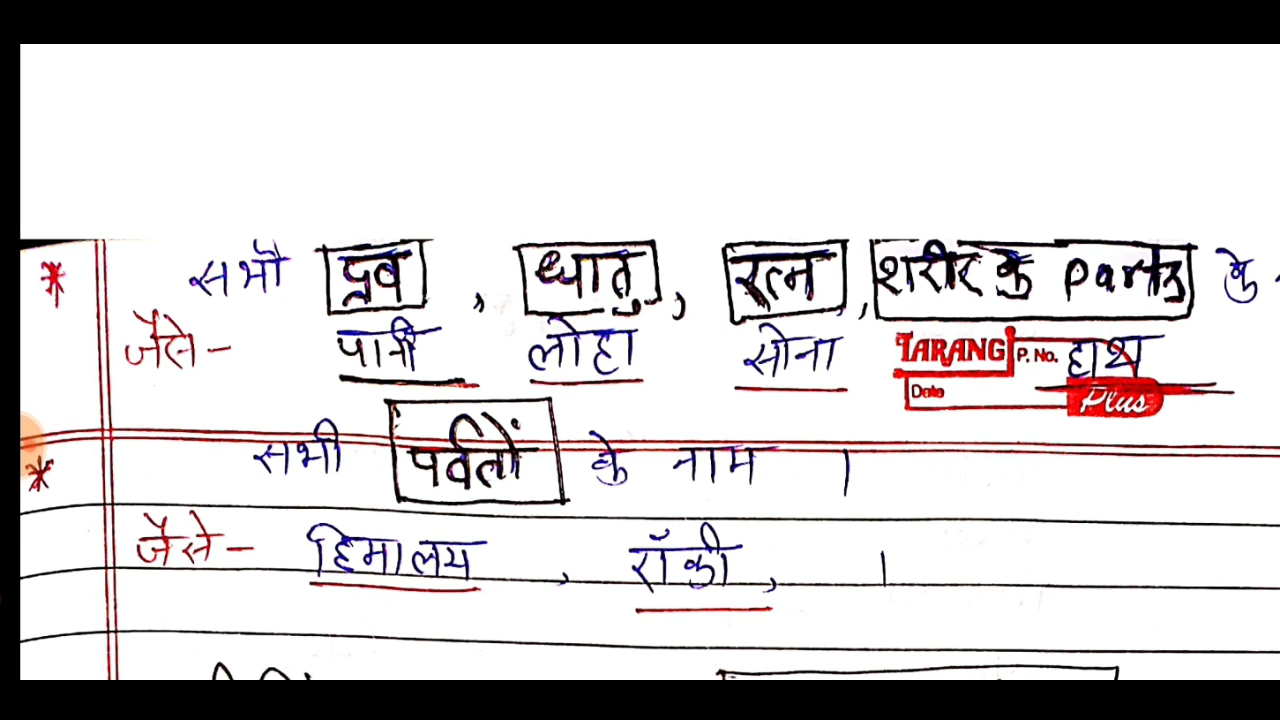 * सभी द्रव , धातु , रत्न , शरीर के parts के
जैसे- पानी लोहा सोना हाथ
TARANG P. No.
Date Plus
* सभी पर्वतों के नाम ।
जैसे- हिमालय , रॉकी , ।